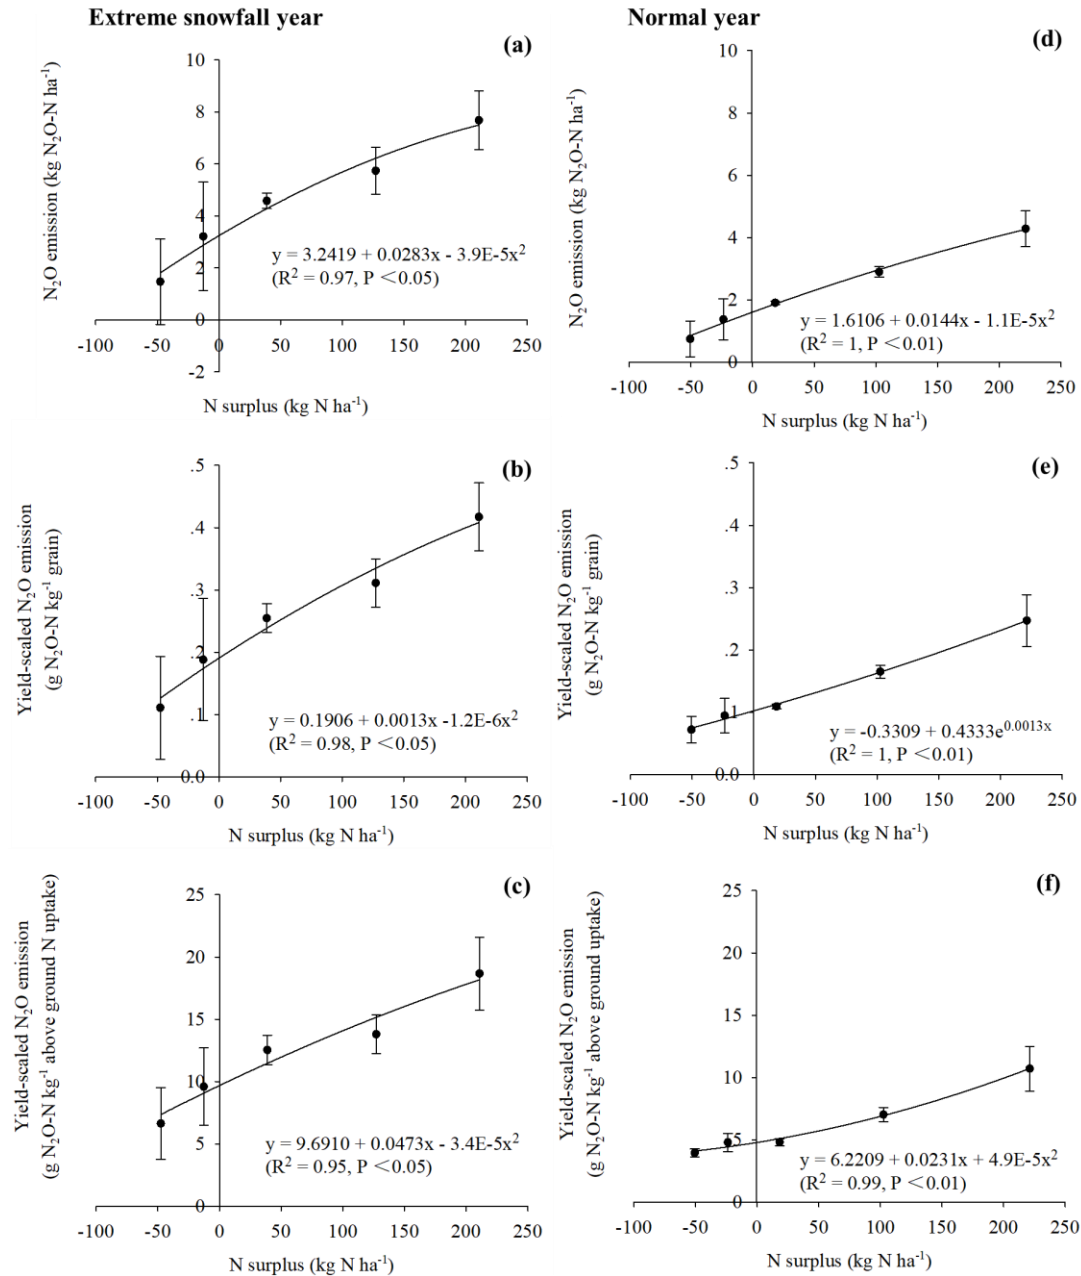 Extreme snowfall year
Normal year
(a)
N₂O emission (kg N₂O-N ha⁻¹)
10
8
6
4
2
0
-2
-100 -50 0 50 100 150 200 250
y = 3.2419 + 0.0283x - 3.9E-5x²
(R² = 0.97, P <0.05)
N surplus (kg N ha⁻¹)
(d)
N₂O emission (kg N₂O-N ha⁻¹)
10
8
6
4
2
0
-100 -50 0 50 100 150 200 250
y = 1.6106 + 0.0144x - 1.1E-5x²
(R² = 1, P <0.01)
N surplus (kg N ha⁻¹)
(b)
Yield-scaled N₂O emission
(g N₂O-N kg⁻¹ grain)
.5
.4
.3
.2
.1
0.0
-100 -50 0 50 100 150 200 250
y = 0.1906 + 0.0013x -1.2E-6x²
(R² = 0.98, P <0.05)
N surplus (kg N ha⁻¹)
(e)
Yield-scaled N₂O emission
(g N₂O-N kg⁻¹ grain)
.5
.4
.3
.2
.1
0.0
-100 -50 0 50 100 150 200 250
y = -0.3309 + 0.4333e⁰·⁰⁰¹³ˣ
(R² = 1, P <0.01)
N surplus (kg N ha⁻¹)
(c)
Yield-scaled N₂O emission
(g N₂O-N kg⁻¹ above ground N uptake)
25
20
15
10
5
0
-100 -50 0 50 100 150 200 250
y = 9.6910 + 0.0473x - 3.4E-5x²
(R² = 0.95, P <0.05)
N surplus (kg N ha⁻¹)
(f)
Yield-scaled N₂O emission
(g N₂O-N kg⁻¹ above ground uptake)
25
20
15
10
5
0
-100 -50 0 50 100 150 200 250
y = 6.2209 + 0.0231x + 4.9E-5x²
(R² = 0.99, P <0.01)
N surplus (kg N ha⁻¹)